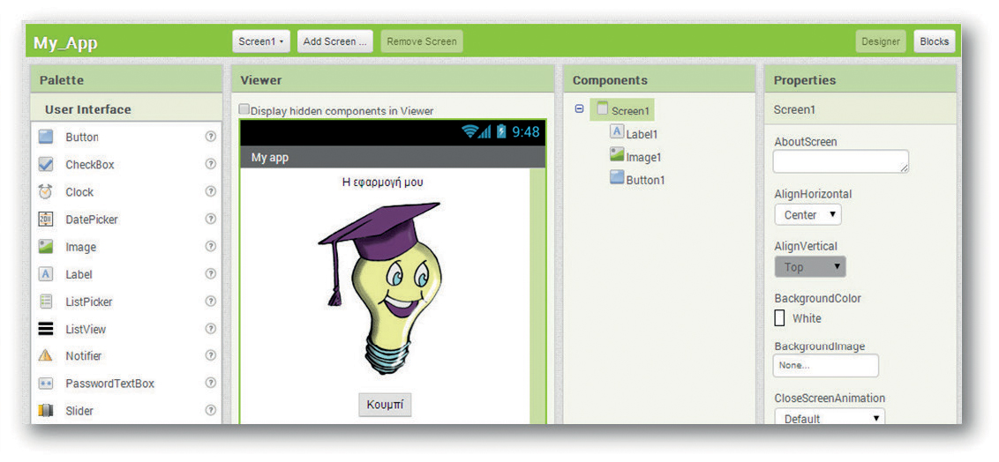 My_App
Screen1
Add Screen ...
Remove Screen
Designer
Blocks
Palette
User Interface
Button ?
CheckBox ?
Clock ?
DatePicker ?
Image ?
Label ?
ListPicker ?
ListView ?
Notifier ?
PasswordTextBox ?
Slider ?
Viewer
Display hidden components in Viewer
9:48
My app
Η εφαρμογή μου
Κουμπί
Components
Screen1
A Label1
Image1
Button1
Properties
Screen1
AboutScreen
AlignHorizontal
Center
AlignVertical
Top
BackgroundColor
White
BackgroundImage
None...
CloseScreenAnimation
Default